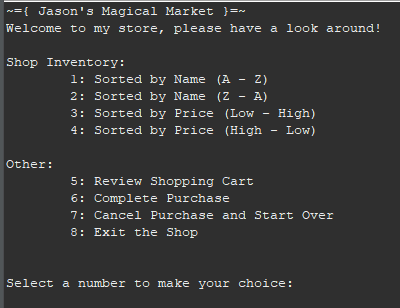 ~={ Jason's Magical Market }=~
Welcome to my store, please have a look around!
Shop Inventory:
1: Sorted by Name (A - Z)
2: Sorted by Name (Z - A)
3: Sorted by Price (Low - High)
4: Sorted by Price (High - Low)
Other:
5: Review Shopping Cart
6: Complete Purchase
7: Cancel Purchase and Start Over
8: Exit the Shop
Select a number to make your choice: